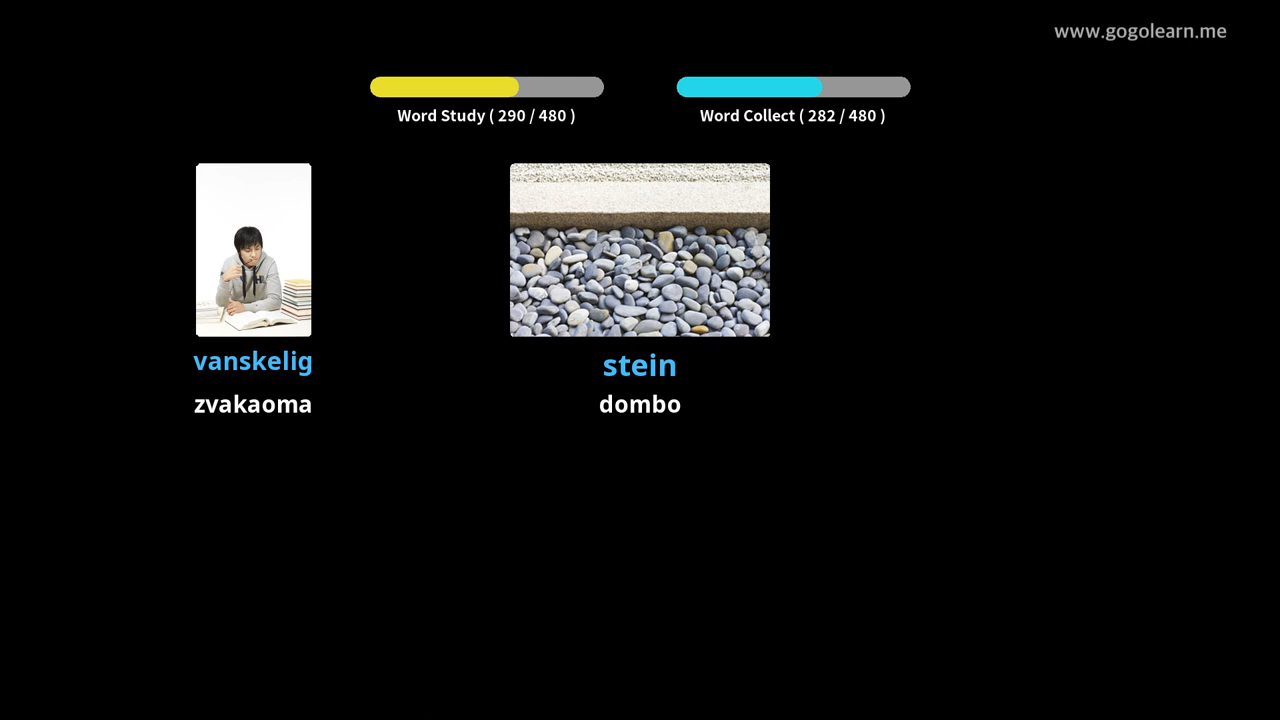 www.gogolearn.me
Word Study ( 290 / 480 )
Word Collect ( 282 / 480 )
vanskelig
zvakaoma
stein
dombo